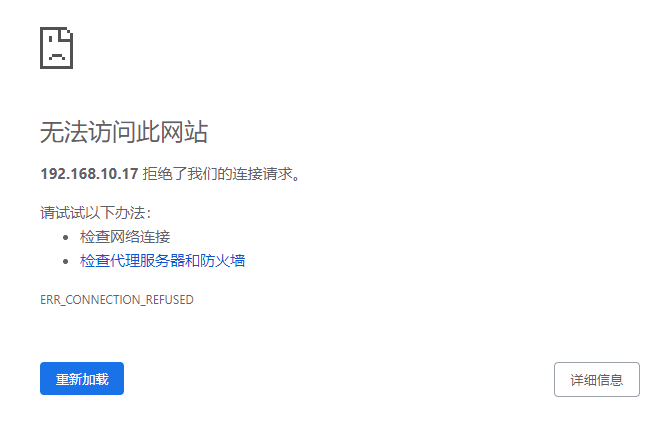 无法访问此网站
192.168.10.17 拒绝了我们的连接请求。
请试试以下办法：
检查网络连接
检查代理服务器和防火墙
ERR_CONNECTION_REFUSED
重新加载
详细信息